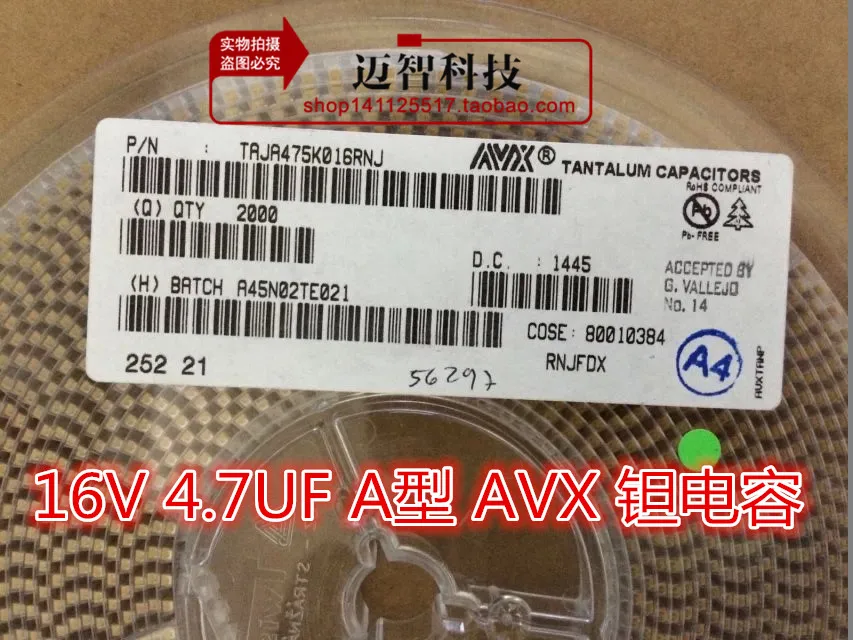 实物拍摄
盗图必究
迈智科技
shop141125517.taobao.com
P/N : TAJA475K016RNJ
AVX® TANTALUM CAPACITORS
RoHS COMPLIANT
(Q) QTY 2000
Pb
Pb-FREE
D.C. : 1445
ACCEPTED BY
G. VALLEJO
No. 14
(H) BATCH A45N02TE021
COSE: 80010384
RNJFDX
A4
252 21
56297
16V 4.7UF A型 AVX 钽电容